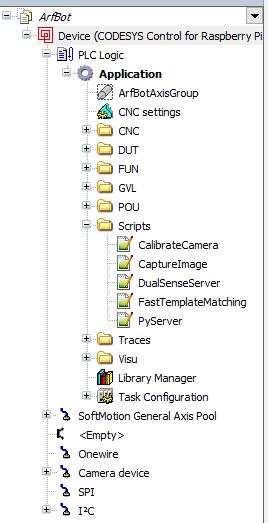 ArfBot
Device (CODESYS Control for Raspberry Pi
PLC Logic
Application
ArfBotAxisGroup
CNC settings
CNC
DUT
FUN
GVL
POU
Scripts
CalibrateCamera
CaptureImage
DualSenseServer
FastTemplateMatching
PyServer
Traces
Visu
Library Manager
Task Configuration
SoftMotion General Axis Pool
<Empty>
Onewire
Camera device
SPI
I²C